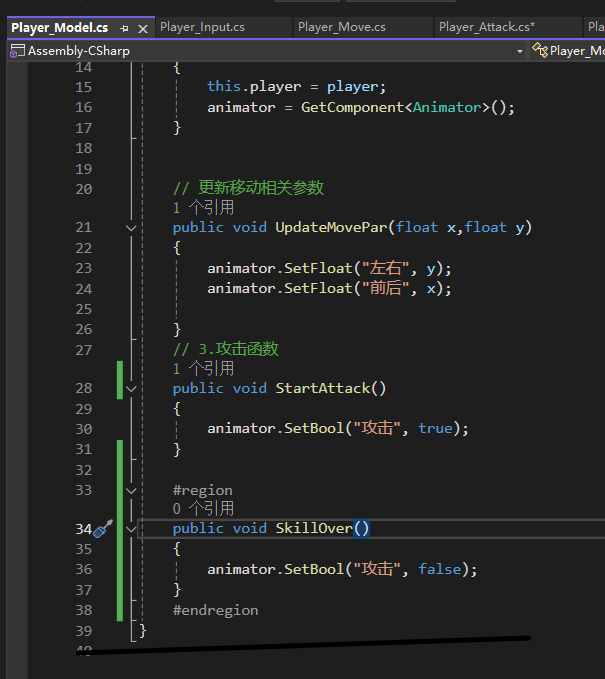 Player_Model.cs
Player_Input.cs
Player_Move.cs
Player_Attack.cs*
Pla
Assembly-CSharp
Player_Mo
14 {
15 this.player = player;
16 animator = GetComponent<Animator>();
17 }
18
19
20 // 更新移动相关参数
1 个引用
21 public void UpdateMovePar(float x,float y)
22 {
23 animator.SetFloat("左右", y);
24 animator.SetFloat("前后", x);
25
26 }
27 // 3.攻击函数
1 个引用
28 public void StartAttack()
29 {
30 animator.SetBool("攻击", true);
31 }
32
33 #region
0 个引用
34 public void SkillOver()
35 {
36 animator.SetBool("攻击", false);
37 }
38 #endregion
39 }